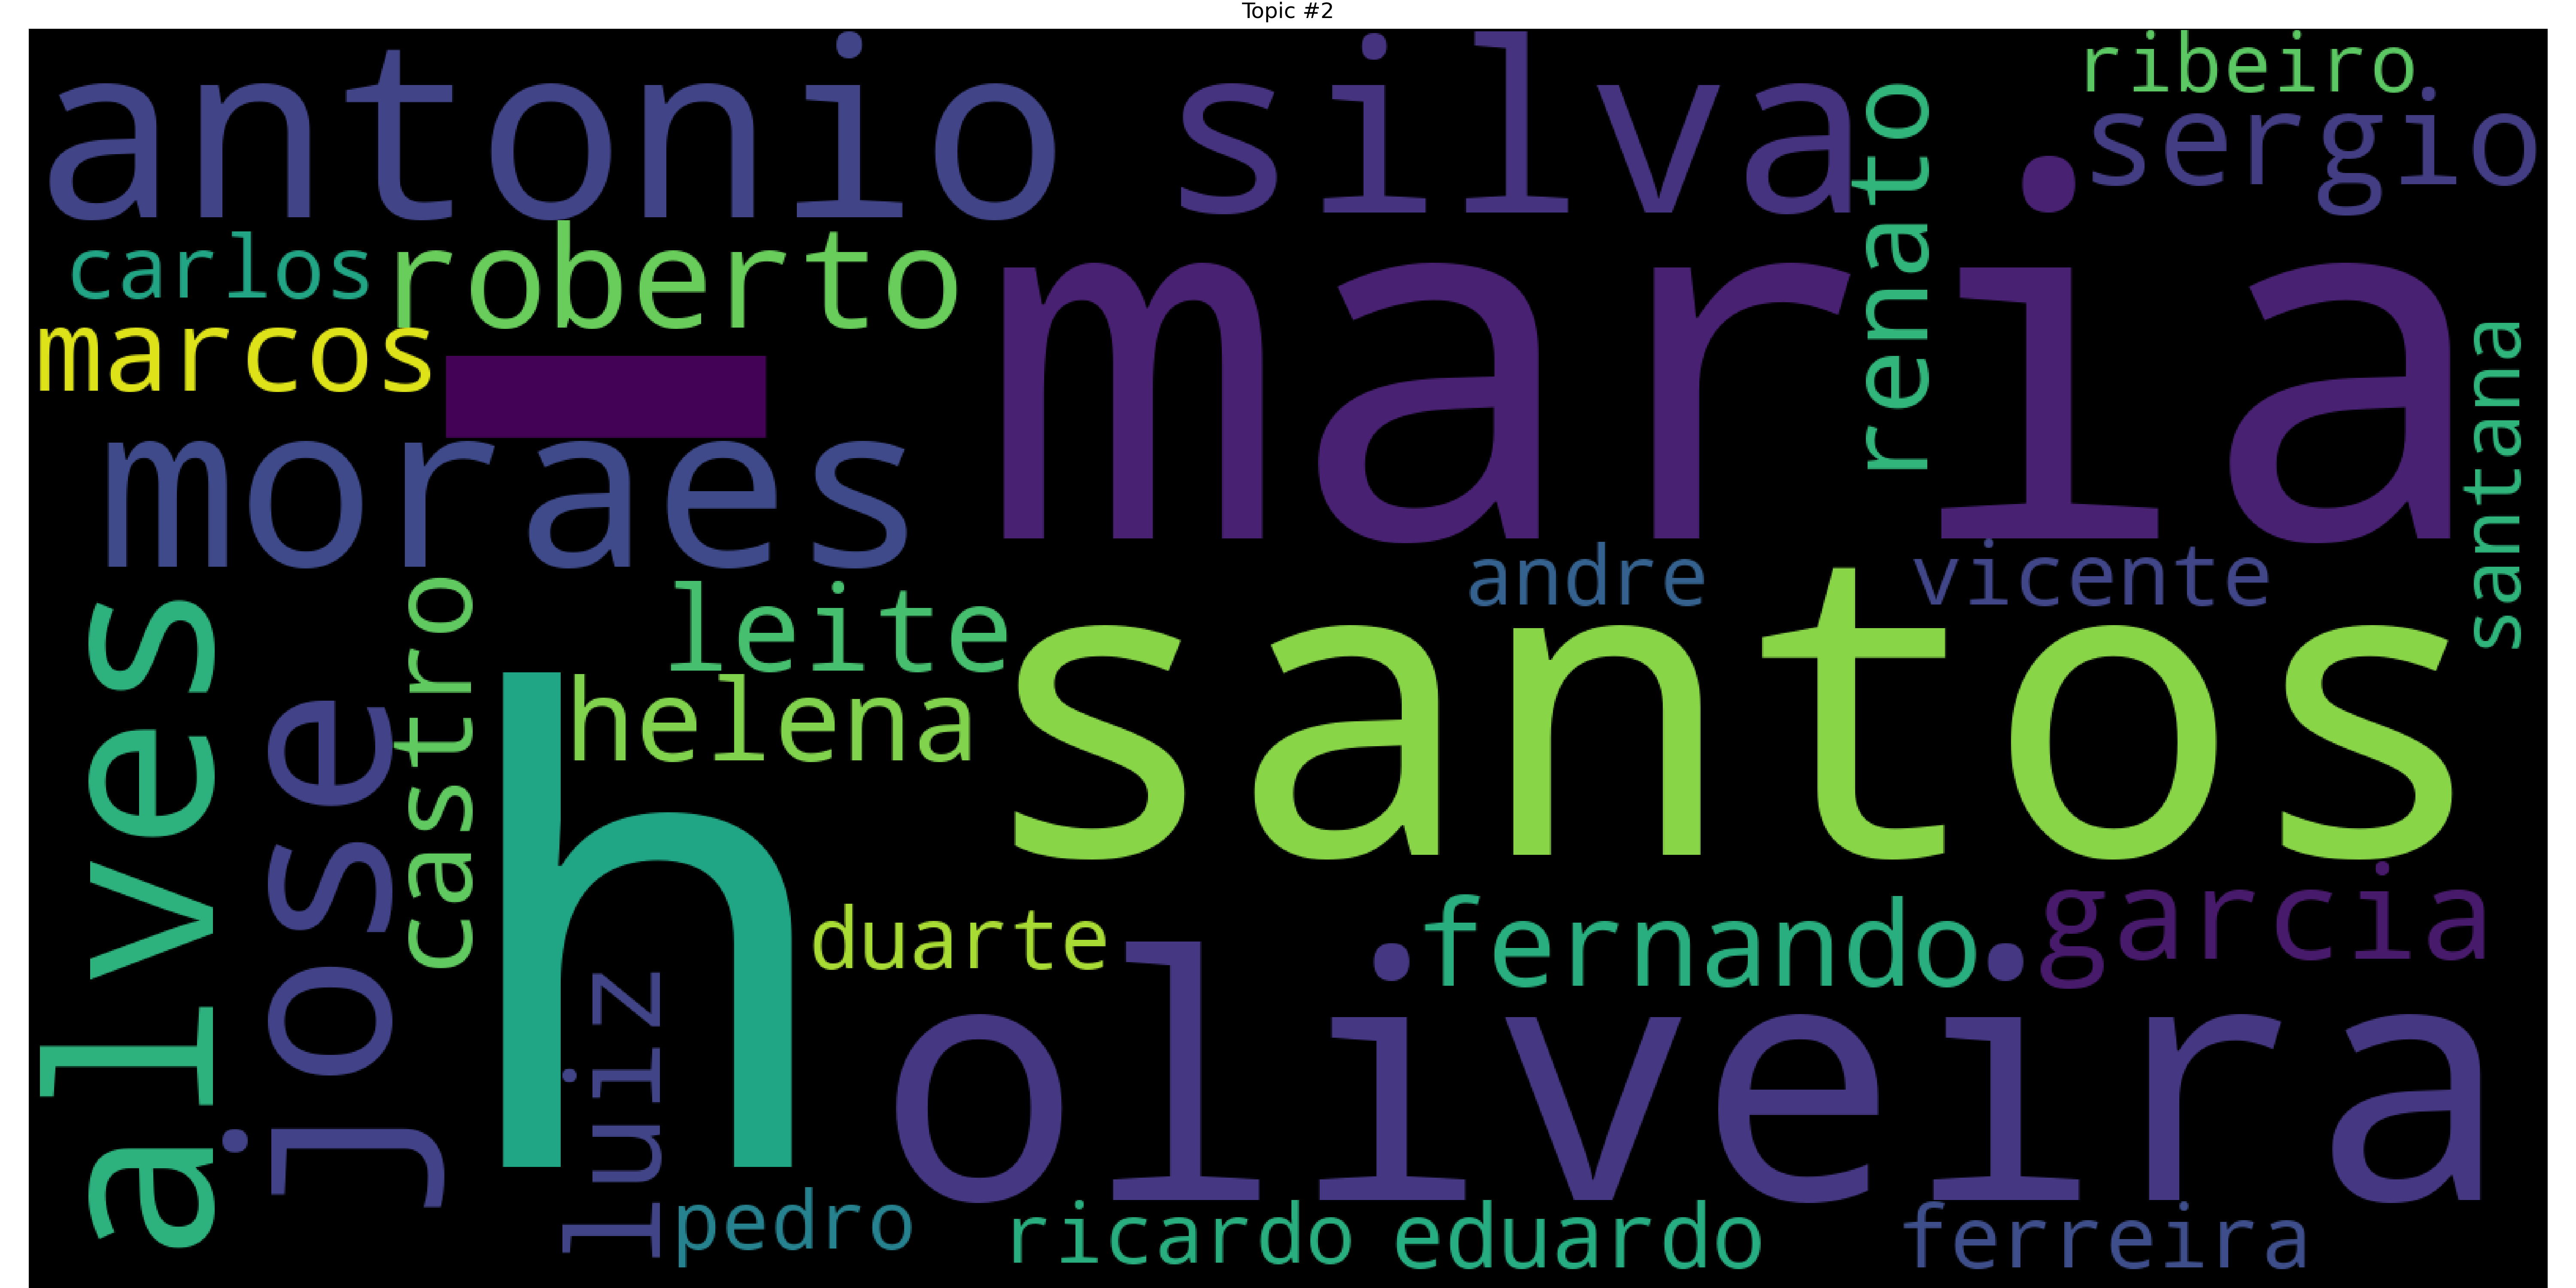 Topic #2
antonio
silva
ribeiro
sergio
renato
carlos
roberto
marcos
maria
santana
moraes
andre
vicente
leite
castro
helena
santos
alves
jose
h
duarte
fernando
garcia
luiz
oliveira
pedro
ricardo
eduardo
ferreira